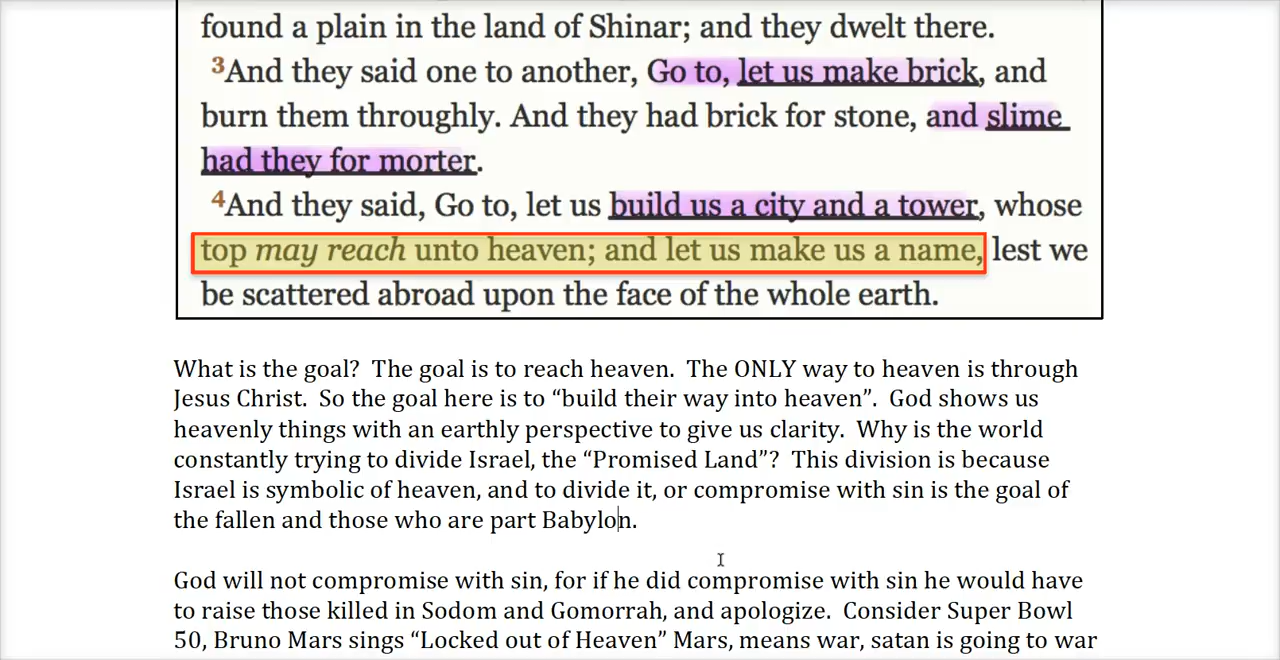 found a plain in the land of Shinar; and they dwelt there.
3And they said one to another, Go to, let us make brick, and
burn them throughly. And they had brick for stone, and slime
had they for morter.
4And they said, Go to, let us build us a city and a tower, whose
top may reach unto heaven; and let us make us a name, lest we
be scattered abroad upon the face of the whole earth.
What is the goal?  The goal is to reach heaven.  The ONLY way to heaven is through
Jesus Christ.  So the goal here is to “build their way into heaven”.  God shows us
heavenly things with an earthly perspective to give us clarity.  Why is the world
constantly trying to divide Israel, the “Promised Land”?  This division is because
Israel is symbolic of heaven, and to divide it, or compromise with sin is the goal of
the fallen and those who are part Babylon.
God will not compromise with sin, for if he did compromise with sin he would have
to raise those killed in Sodom and Gomorrah, and apologize.  Consider Super Bowl
50, Bruno Mars sings “Locked out of Heaven” Mars, means war, satan is going to war